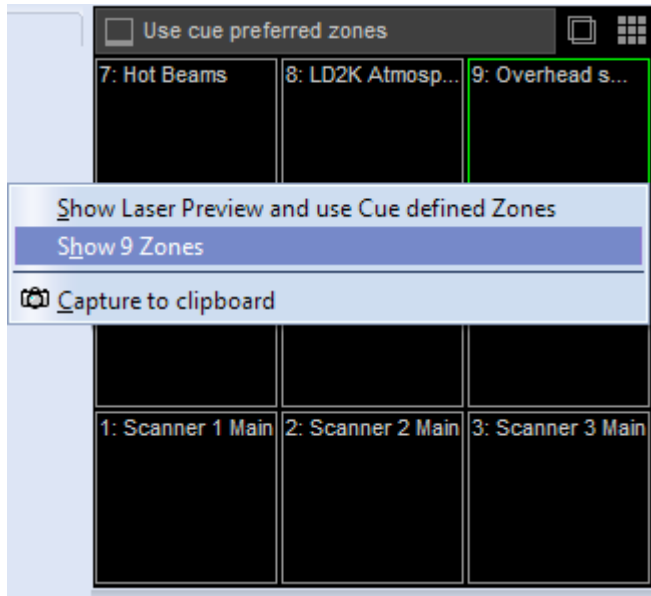 Use cue preferred zones
7: Hot Beams
8: LD2K Atmosp...
9: Overhead s...
Show Laser Preview and use Cue defined Zones
Show 9 Zones
Capture to clipboard
1: Scanner 1 Main
2: Scanner 2 Main
3: Scanner 3 Main